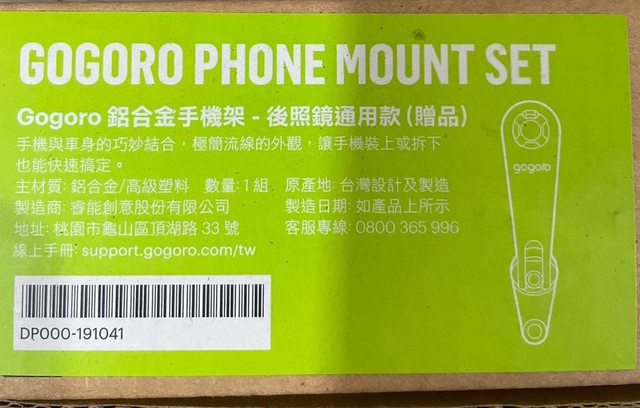 GOGORO PHONE MOUNT SET
Gogoro 鋁合金手機架 - 後照鏡通用款 (贈品)
手機與車身的巧妙結合，極簡流線的外觀，讓手機裝上或拆下
也能快速搞定。
主材質: 鋁合金/高級塑料 數量: 1 組 原產地: 台灣設計及製造
製造商: 睿能創意股份有限公司 製造日期: 如產品上所示
地址: 桃園市龜山區頂湖路 33 號 客服專線: 0800 365 996
線上手冊: support.gogoro.com/tw
gogoro
DP000-191041